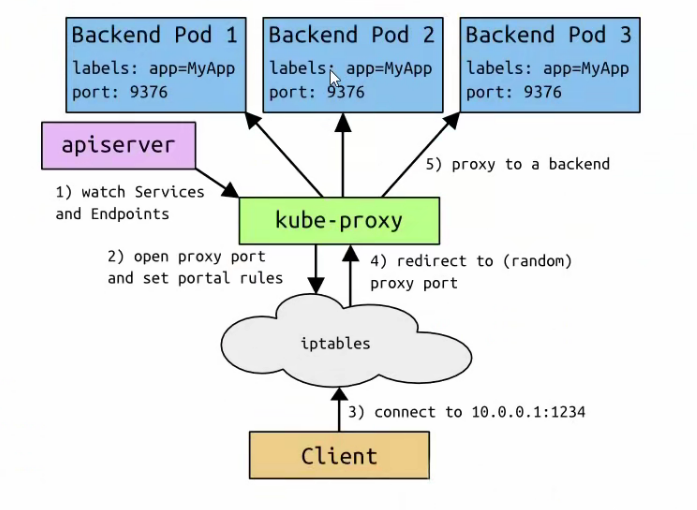 Backend Pod 1
labels: app=MyApp
port: 9376
Backend Pod 2
labels: app=MyApp
port: 9376
Backend Pod 3
labels: app=MyApp
port: 9376
apiserver
1) watch Services
and Endpoints
kube-proxy
5) proxy to a backend
2) open proxy port
and set portal rules
4) redirect to (random)
proxy port
iptables
3) connect to 10.0.0.1:1234
Client